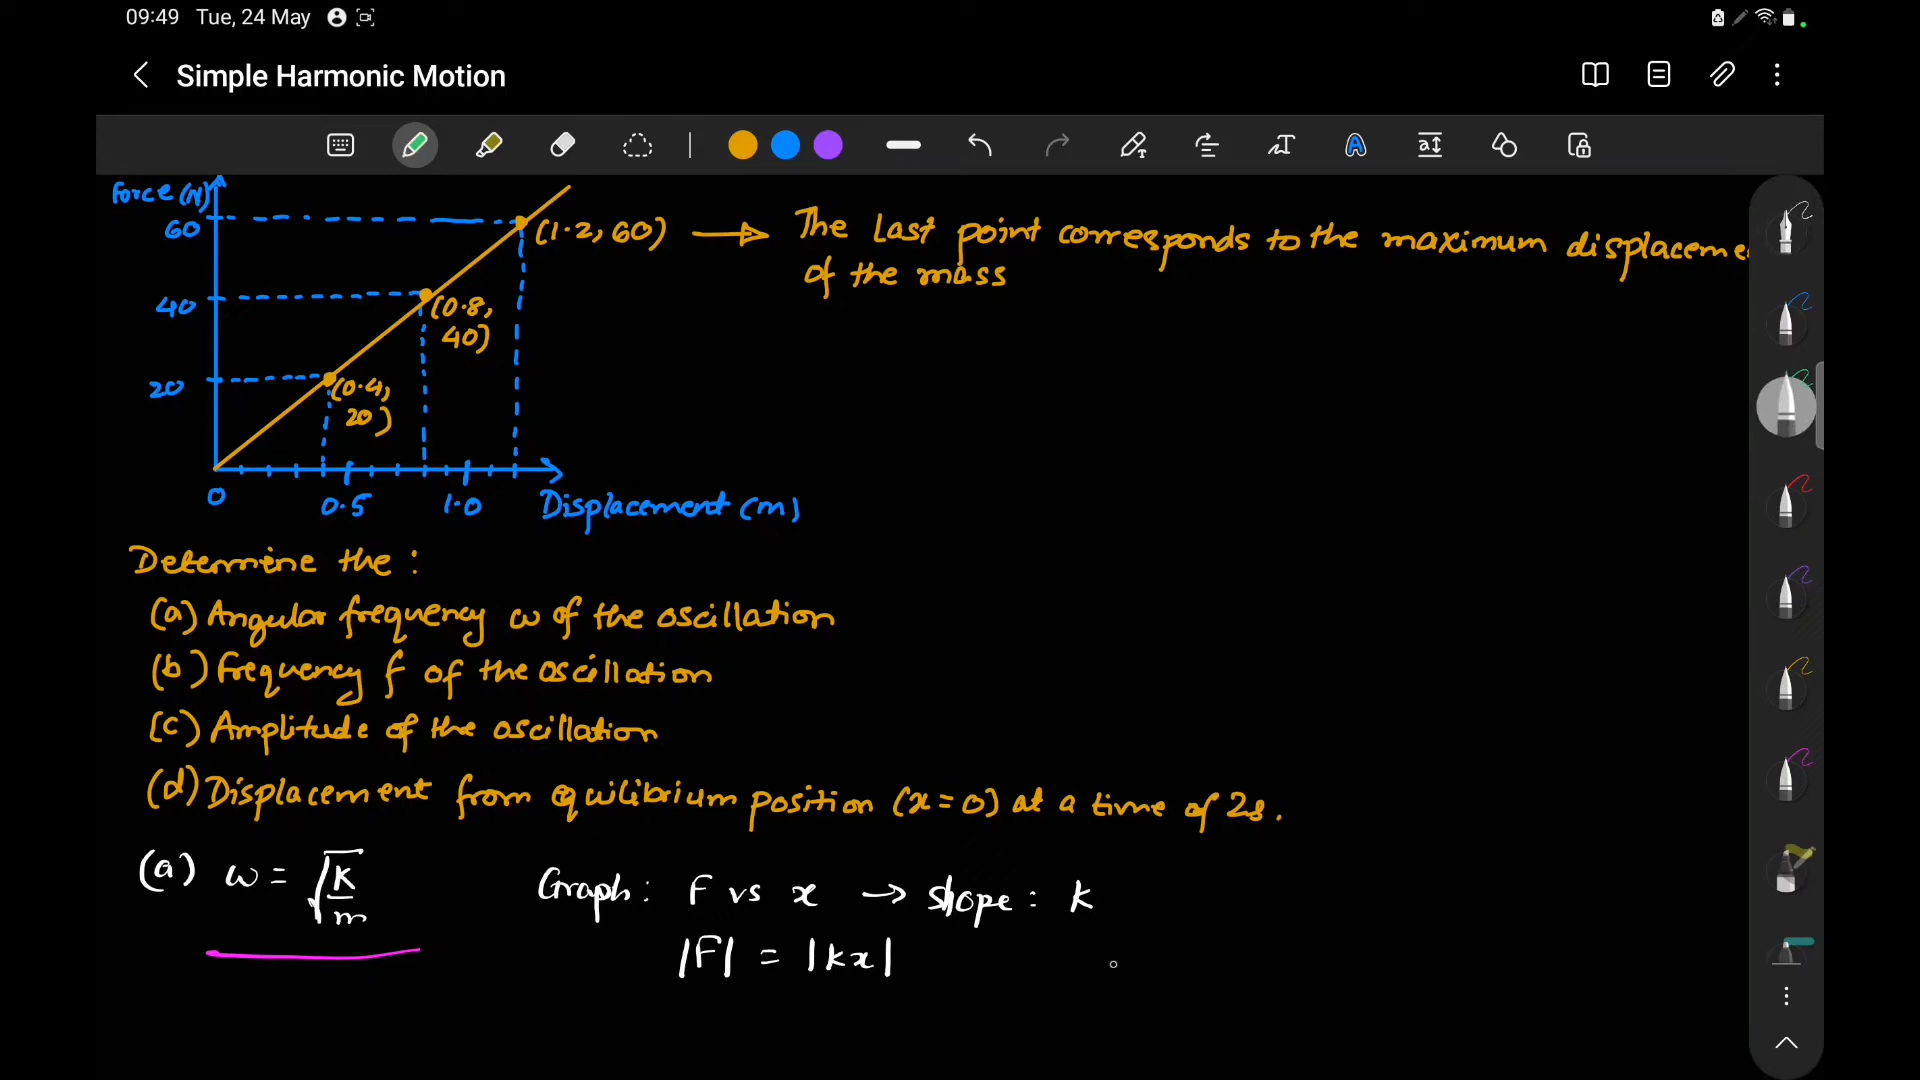 09:49 Tue, 24 May
Simple Harmonic Motion
Force (N)
60
(1.2, 60) → The last point corresponds to the maximum displaceme
of the mass
40
(0.8,
40)
20
(0.4,
20)
0 0.5 1.0 Displacement (m)
Determine the :
(a) Angular frequency ω of the oscillation
(b) Frequency f of the oscillation
(c) Amplitude of the oscillation
(d) Displacement from equilibrium position (x = 0) at a time of 2s.
(a) ω = √(k/m) Graph : F vs x → slope : k
|F| = |kx|